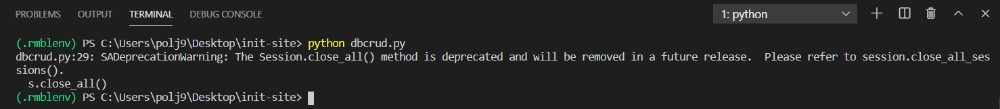 PROBLEMS OUTPUT TERMINAL DEBUG CONSOLE 1: python
(.rmblenv) PS C:\Users\polj9\Desktop\init-site> python dbcrud.py
dbcrud.py:29: SADeprecationWarning: The Session.close_all() method is deprecated and will be removed in a future release.  Please refer to session.close_all_ses
sions().
  s.close_all()
(.rmblenv) PS C:\Users\polj9\Desktop\init-site>